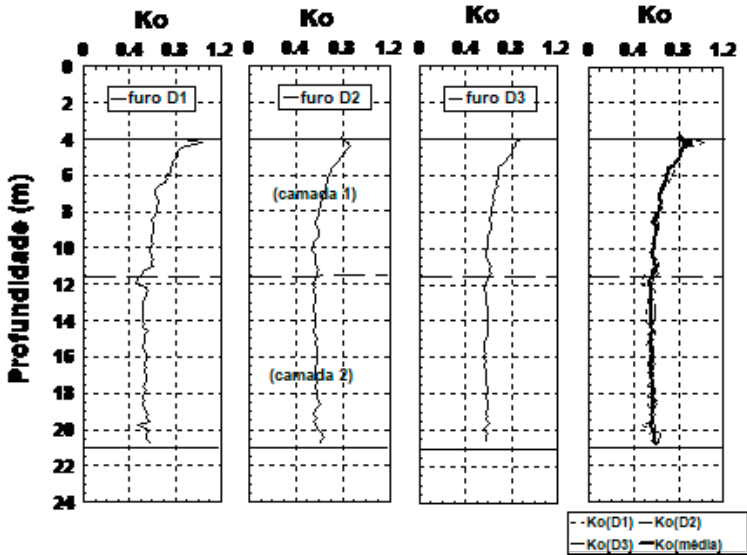 Ko Ko Ko Ko
0 0.4 0.8 1.2 0 0.4 0.8 1.2 0 0.4 0.8 1.2 0 0.4 0.8 1.2
0
2
furo D1 furo D2 furo D3
4
6
(camada 1)
8
10
12
14
16
(camada 2)
18
20
22
24
Profundidade (m)
Ko(D1) Ko(D2)
Ko(D3) Ko(média)